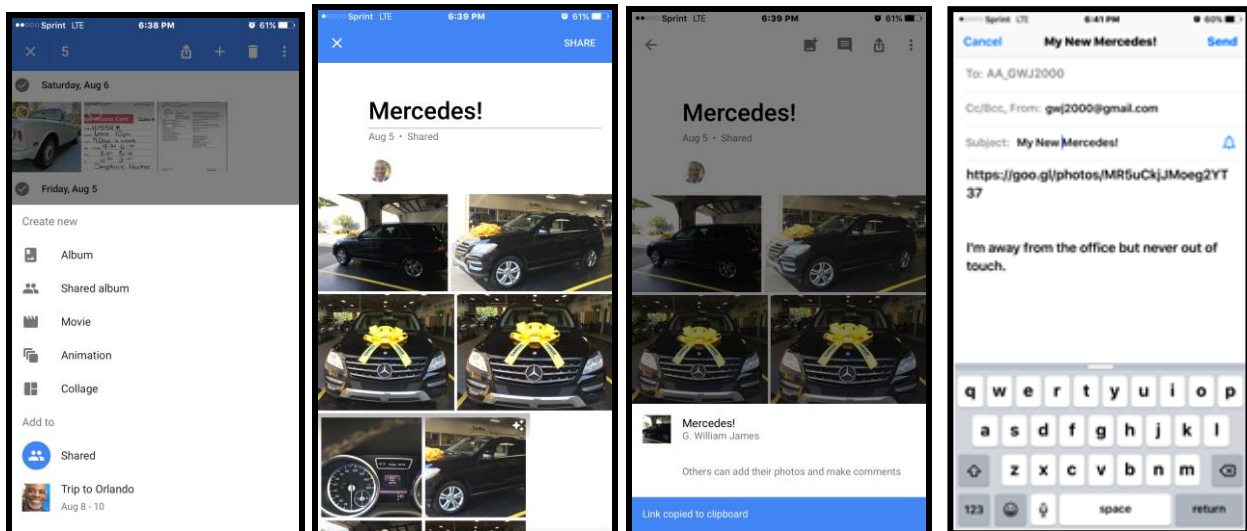 Sprint LTE 6:38 PM 61%
5
Saturday, Aug 6
Friday, Aug 5
Create new
Album
Shared album
Movie
Animation
Collage
Add to
Shared
Trip to Orlando
Aug 8 - 10
Sprint LTE 6:39 PM 61%
SHARE
Mercedes!
Aug 5 • Shared
Sprint LTE 6:39 PM 61%
Mercedes!
Aug 5 • Shared
Mercedes!
G. William James
Others can add their photos and make comments
Link copied to clipboard
Sprint LTE 6:41 PM 60%
Cancel My New Mercedes! Send
To: AA_GWJ2000
Cc/Bcc, From: gwj2000@gmail.com
Subject: My New Mercedes!
https://goo.gl/photos/MR5uCkjJMoeg2YT
37
I'm away from the office but never out of
touch.
q w e r t y u i o p
a s d f g h j k l
z x c v b n m
123 space return